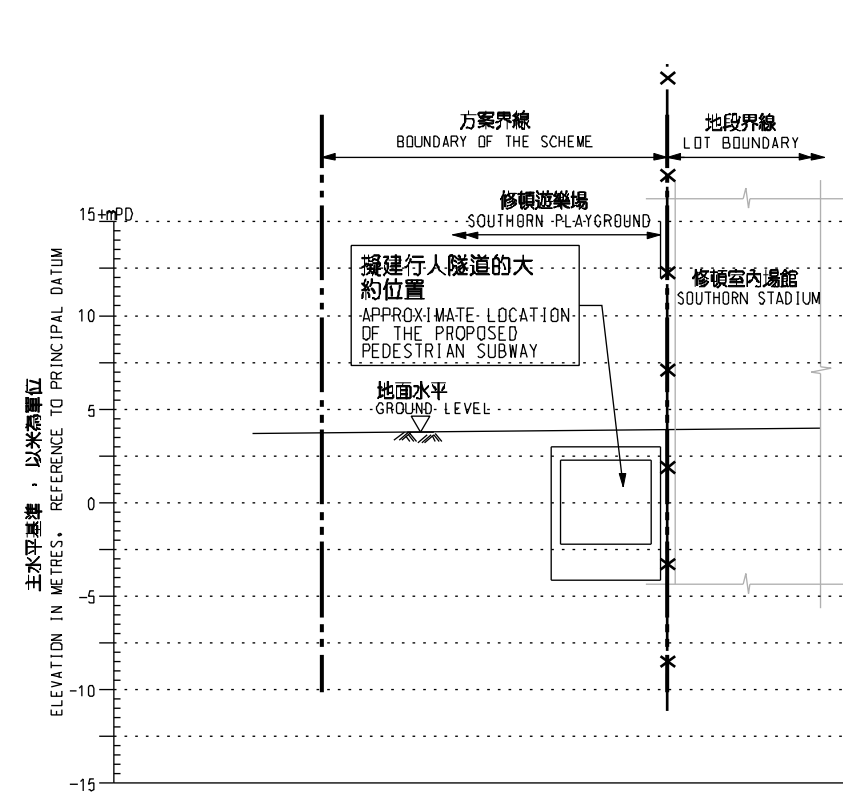 方案界線
BOUNDARY OF THE SCHEME
地段界線
LOT BOUNDARY
修頓遊樂場
SOUTHORN PLAYGROUND
15 +mPD
擬建行人隧道的大
約位置
APPROXIMATE LOCATION
OF THE PROPOSED
PEDESTRIAN SUBWAY
修頓室內場館
SOUTHORN STADIUM
10
地面水平
GROUND LEVEL
5
0
-5
-10
-15
主水平基準，以米為單位
ELEVATION IN METRES. REFERENCE TO PRINCIPAL DATUM